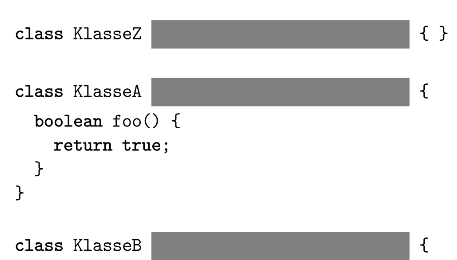 class KlasseZ { }
class KlasseA {
boolean foo() {
return true;
}
}
class KlasseB {